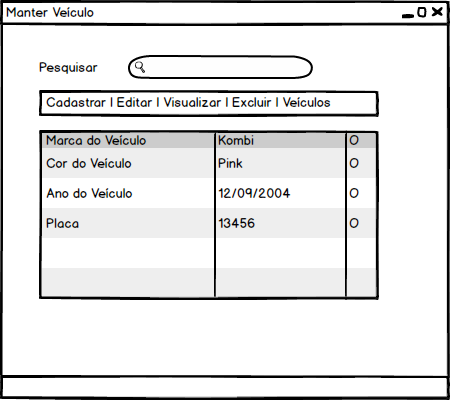 Manter Veículo
Pesquisar
Cadastrar | Editar | Visualizar | Excluir | Veículos
Marca do Veículo Kombi O
Cor do Veículo Pink O
Ano do Veículo 12/09/2004 O
Placa 13456 O